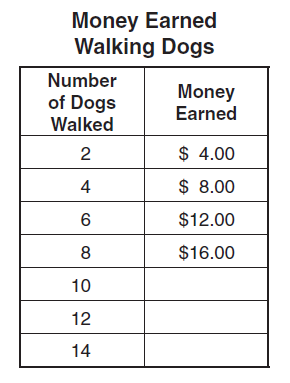 Money Earned
Walking Dogs
Number
of Dogs
Walked
Money
Earned
2 $ 4.00
4 $ 8.00
6 $12.00
8 $16.00
10
12
14